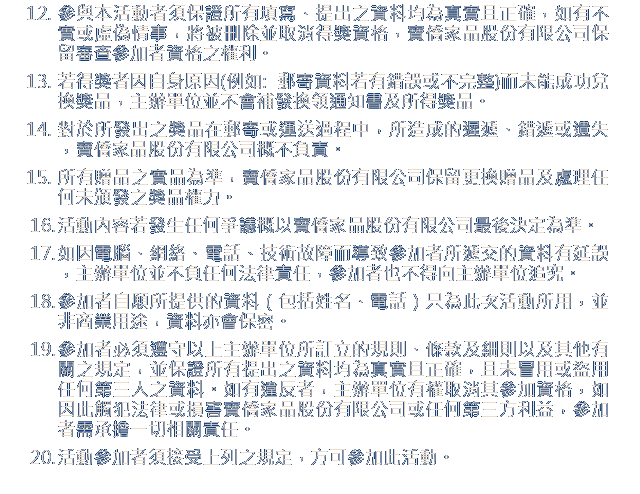 12. 參與本活動者須保證所有填寫、提出之資料均為真實且正確，如有不
實或虛偽情事，將被刪除並取消得獎資格，寶僑家品股份有限公司保
留審查參加者資格之權利。
13. 若得獎者因自身原因(例如: 郵寄資料若有錯誤或不完整)而未能成功兌
換獎品，主辦單位並不會補發換領通知書及所得獎品。
14. 對於所發出之獎品在郵寄或運送過程中，所造成的遲遞、錯遞或遺失
，寶僑家品股份有限公司概不負責。
15. 所有贈品之實品為準，寶僑家品股份有限公司保留更換贈品及處理任
何未頒發之獎品權力。
16. 活動內容若發生任何爭議概以寶僑家品股份有限公司最後決定為準。
17. 如因電腦、網絡、電話、技術故障而導致參加者所遞交的資料有延誤
，主辦單位並不負任何法律責任，參加者也不得向主辦單位追究。
18. 參加者自願所提供的資料（包括姓名、電話）只為此次活動所用，並
非商業用途，資料亦會保密。
19. 參加者必須遵守以上主辦單位所訂立的規則、條款及細則以及其他有
關之規定，並保證所有提出之資料均為真實且正確，且未冒用或盜用
任何第三人之資料。如有違反者，主辦單位有權取消其參加資格，如
因此觸犯法律或損害寶僑家品股份有限公司或任何第三方利益，參加
者需承擔一切相關責任。
20. 活動參加者須接受上列之規定，方可參加此活動。